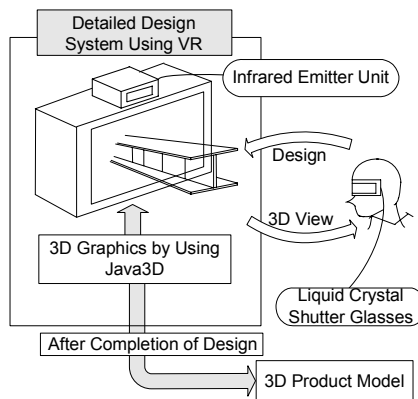 Detailed Design
System Using VR
Infrared Emitter Unit
Design
3D View
3D Graphics by Using
Java3D
Liquid Crystal
Shutter Glasses
After Completion of Design
3D Product Model